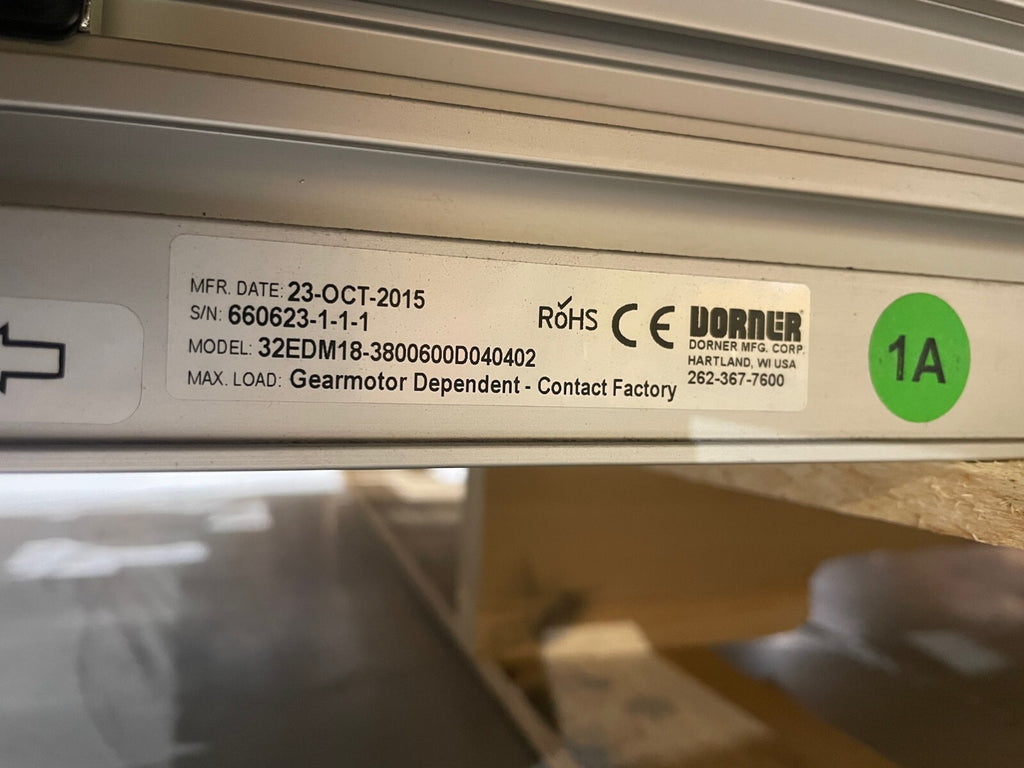 MFR. DATE: 23-OCT-2015
S/N: 660623-1-1-1
MODEL: 32EDM18-3800600D040402
MAX. LOAD: Gearmotor Dependent - Contact Factory
RoHS CE
DORNER
DORNER MFG. CORP.
HARTLAND, WI USA
262-367-7600
1A